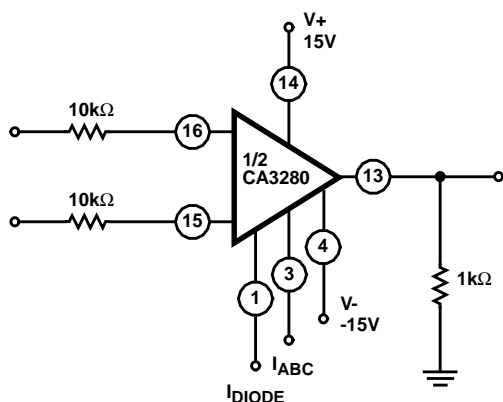 V+
15V
14
10kΩ
16
1/2
CA3280
13
10kΩ
15
4
3
1
1kΩ
V-
-15V
IABC
IDIODE